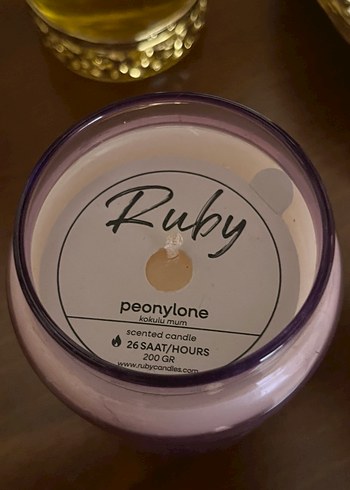 Ruby
peonylone
kokulu mum
scented candle
26 SAAT/HOURS
200 GR
www.rubycandles.com